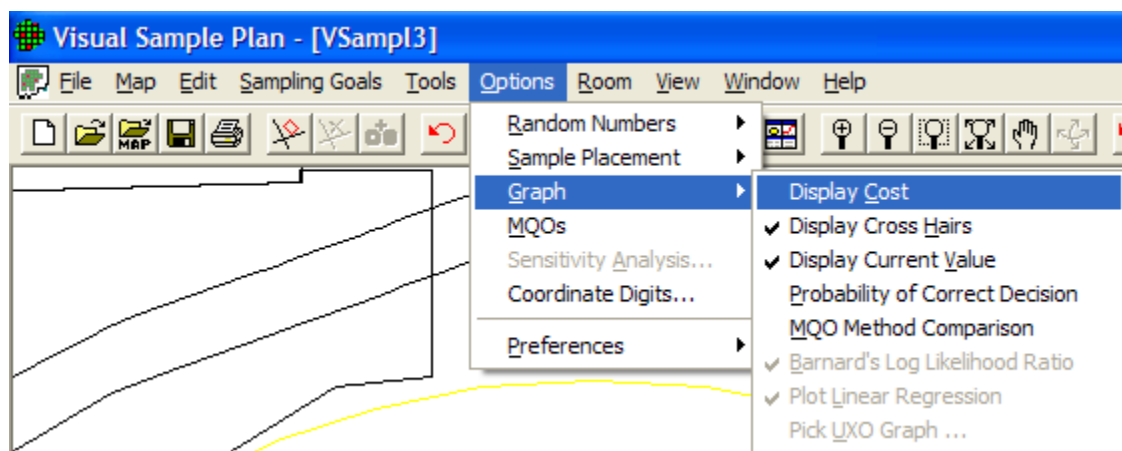 Visual Sample Plan - [VSampl3]
File Map Edit Sampling Goals Tools Options Room View Window Help
MAP
Random Numbers
Sample Placement
Graph
MQOs
Sensitivity Analysis...
Coordinate Digits...
Preferences
Display Cost
Display Cross Hairs
Display Current Value
Probability of Correct Decision
MQO Method Comparison
Barnard's Log Likelihood Ratio
Plot Linear Regression
Pick UXO Graph ...